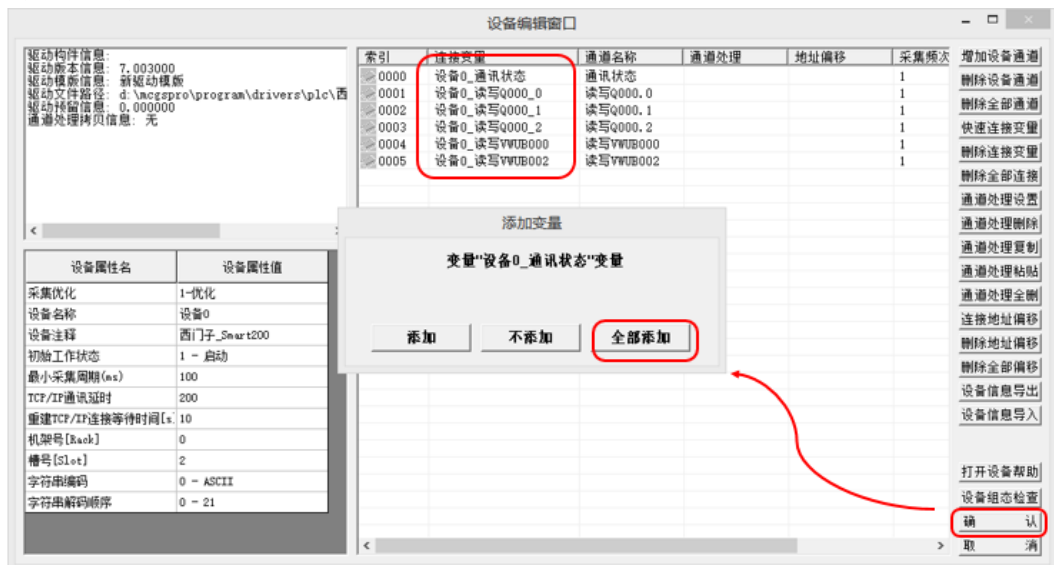 设备编辑窗口
驱动构件信息:
驱动版本信息: 7.003000
驱动模版信息: 新驱动模版
驱动文件路径: d:\mcgspro\program\drivers\plc\西
驱动预留信息: 0.000000
通道处理拷贝信息: 无
索引 连接变量 通道名称 通道处理 地址偏移 采集频次
0000 设备0_通讯状态 通讯状态 1
0001 设备0_读写Q000_0 读写Q000.0 1
0002 设备0_读写Q000_1 读写Q000.1 1
0003 设备0_读写Q000_2 读写Q000.2 1
0004 设备0_读写VWUB000 读写VWUB000 1
0005 设备0_读写VWUB002 读写VWUB002 1
设备属性名 设备属性值
采集优化 1-优化
设备名称 设备0
设备注释 西门子_Smart200
初始工作状态 1 - 启动
最小采集周期(ms) 100
TCP/IP通讯延时 200
重建TCP/IP连接等待时间[s 10
机架号[Rack] 0
槽号[Slot] 2
字符串编码 0 - ASCII
字符串解码顺序 0 - 21
添加变量
变量"设备0_通讯状态"变量
添加 不添加 全部添加
增加设备通道
删除设备通道
删除全部通道
快速连接变量
删除连接变量
删除全部连接
通道处理设置
通道处理删除
通道处理复制
通道处理粘贴
通道处理全删
连接地址偏移
删除地址偏移
删除全部偏移
设备信息导出
设备信息导入
打开设备帮助
设备组态检查
确 认
取 消